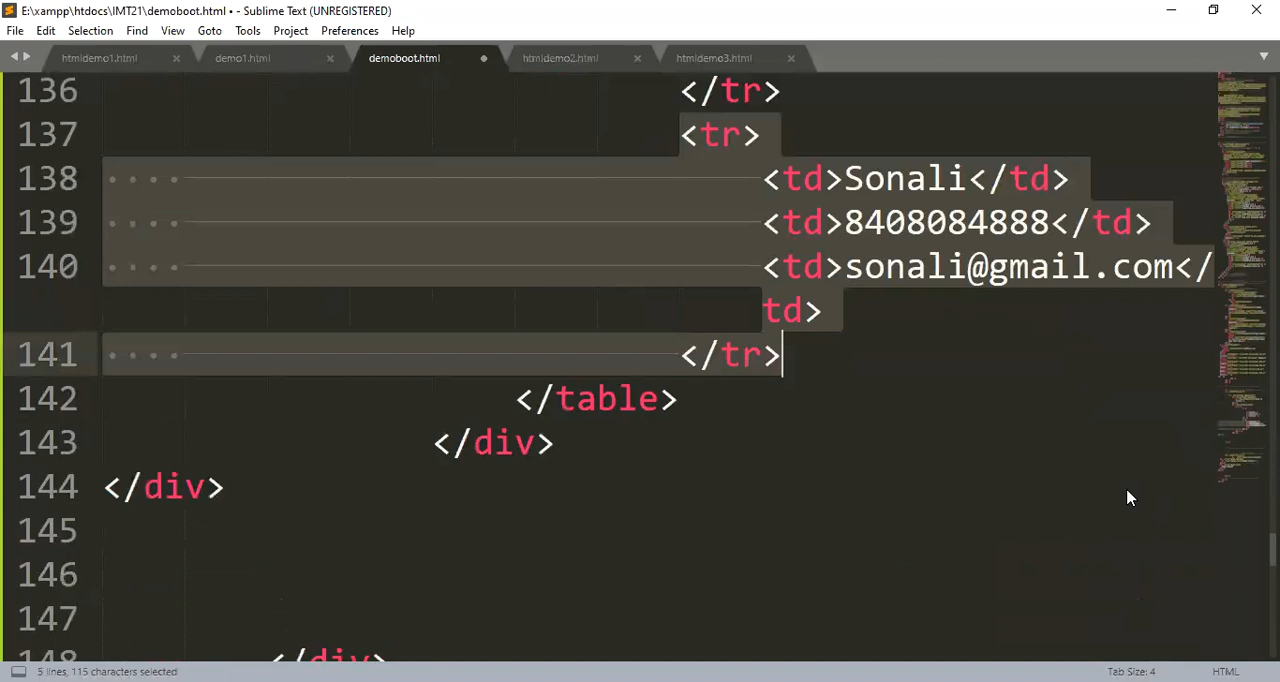 E:\xampp\htdocs\IMT21\demoboot.html • - Sublime Text (UNREGISTERED)
File Edit Selection Find View Goto Tools Project Preferences Help
htmldemo1.html demo1.html demoboot.html htmldemo2.html htmldemo3.html
136 </tr>
137 <tr>
138 <td>Sonali</td>
139 <td>8408084888</td>
140 <td>sonali@gmail.com</
td>
141 </tr>
142 </table>
143 </div>
144 </div>
145
146
147
148 </div>
5 lines, 115 characters selected Tab Size: 4 HTML